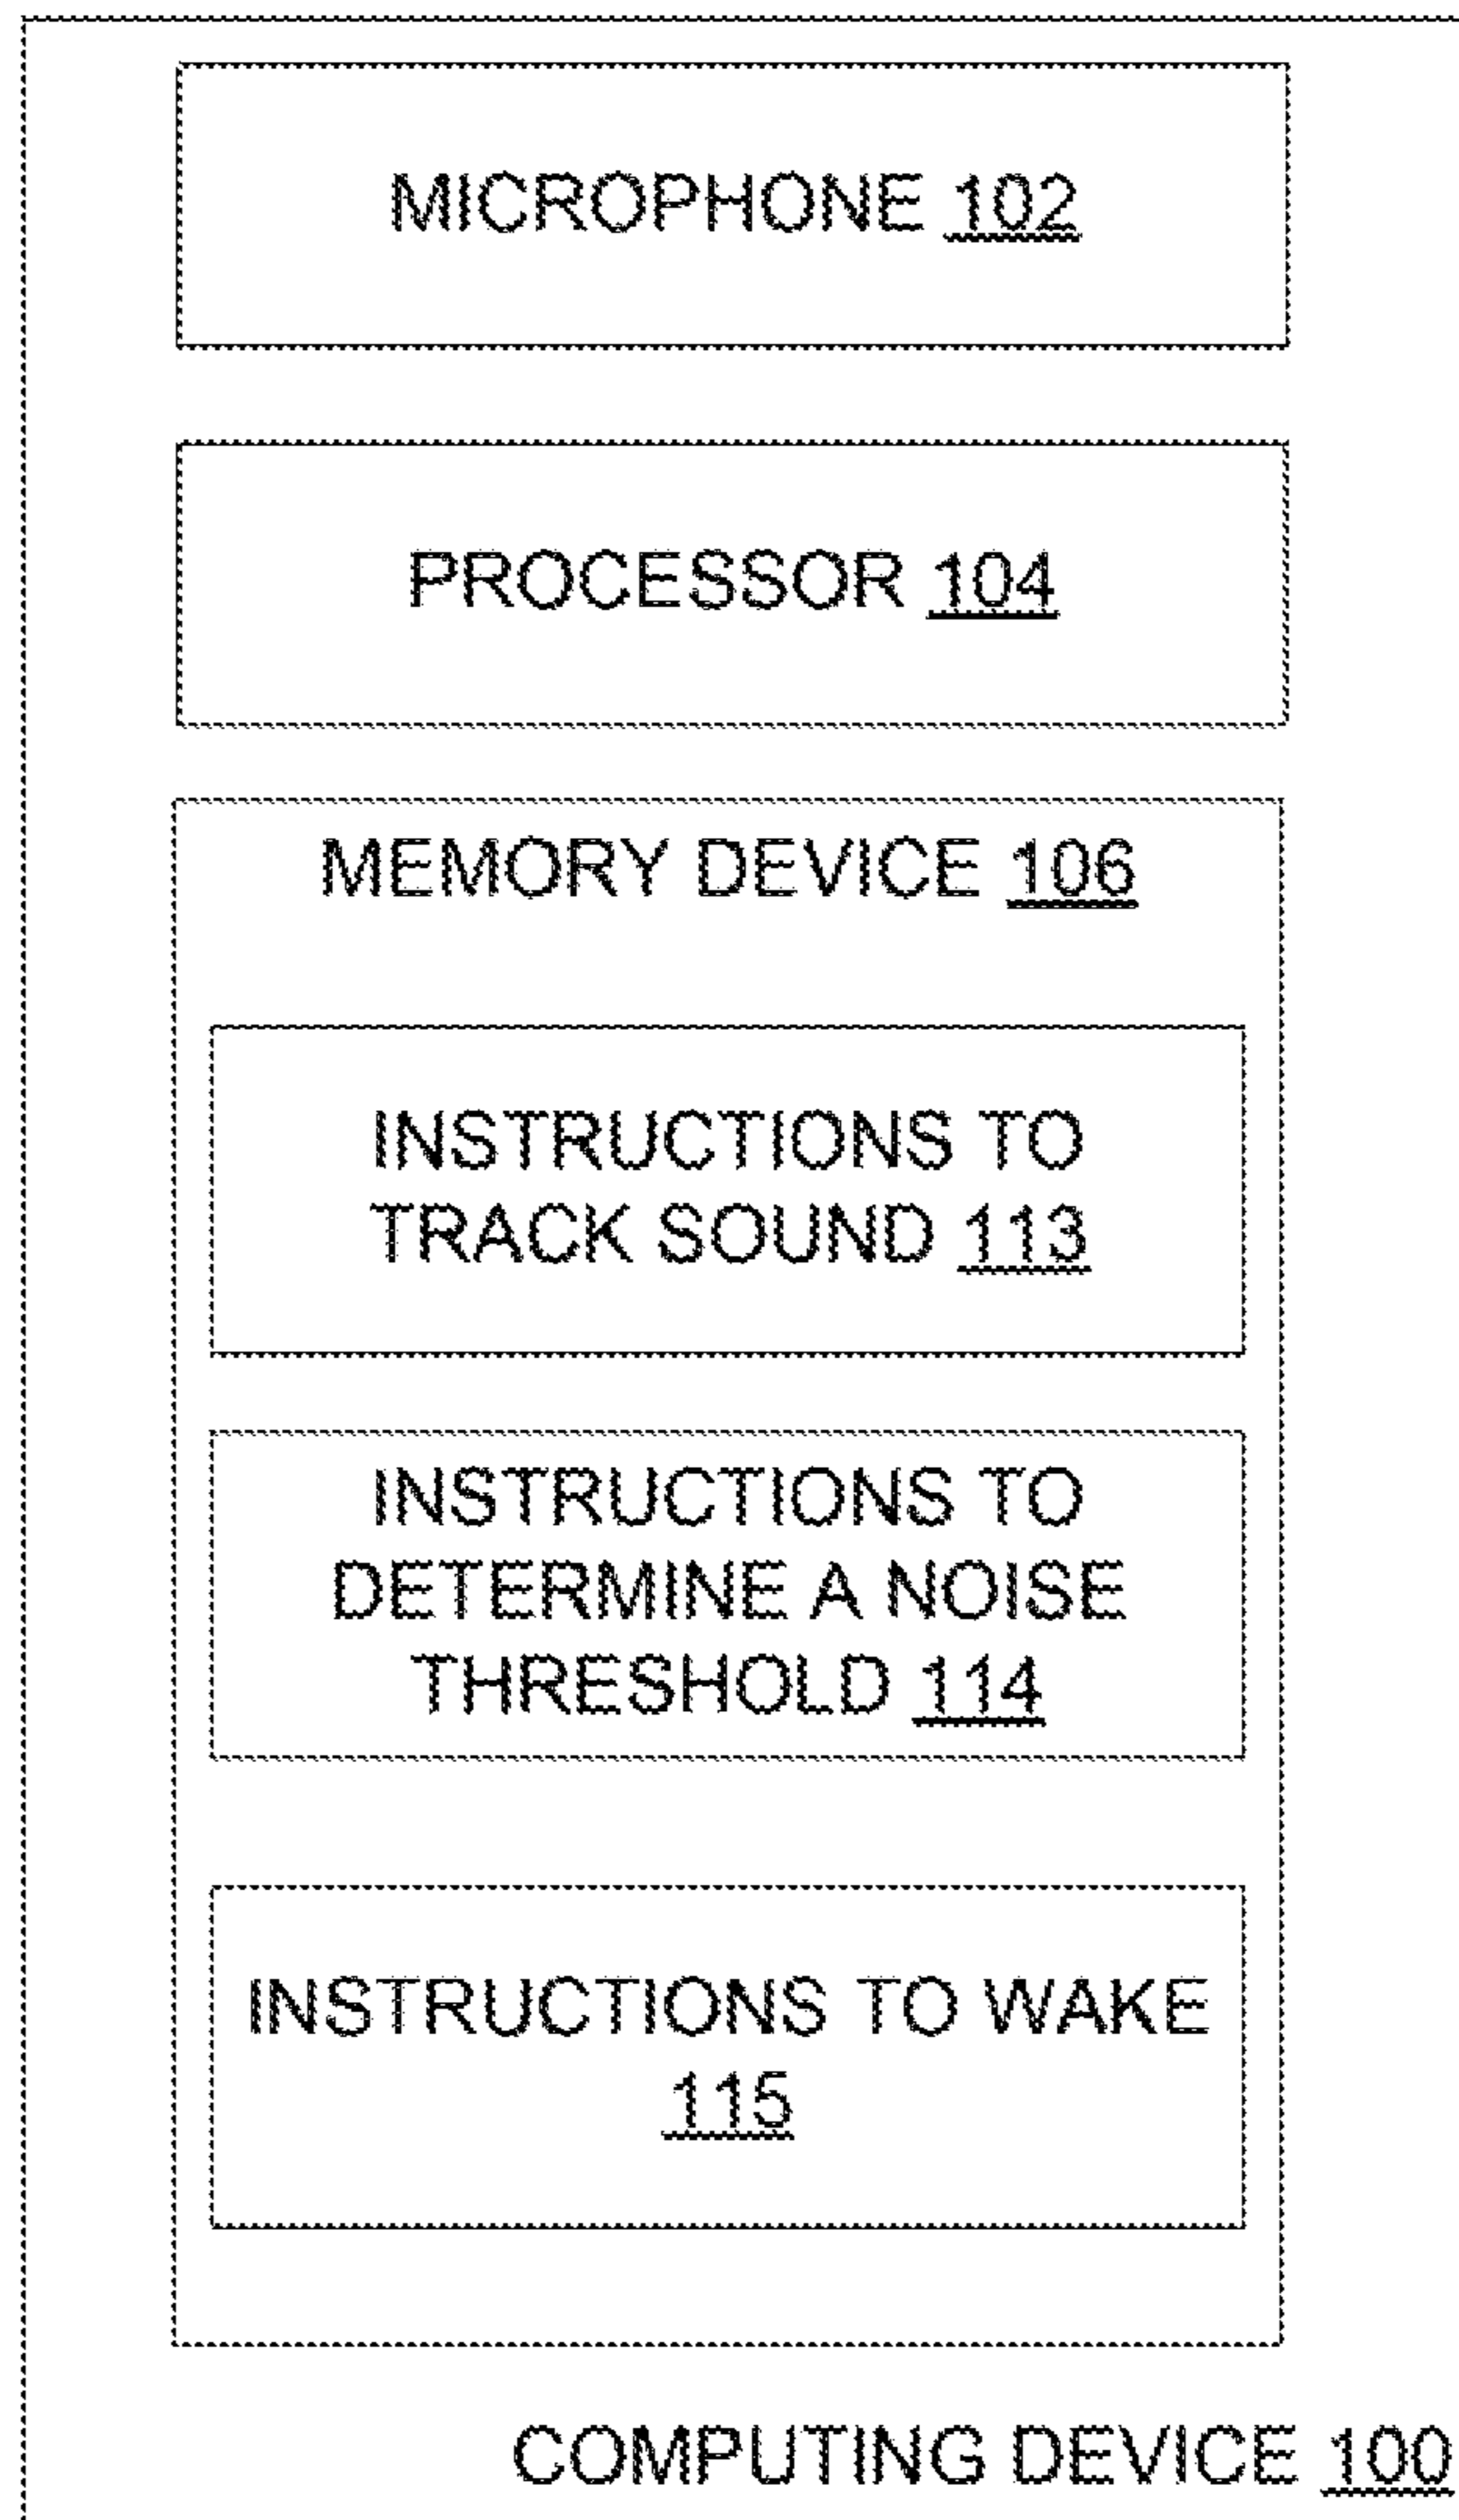 MICROPHONE 102
PROCESSOR 104
MEMORY DEVICE 106
INSTRUCTIONS TO
TRACK SOUND 113
INSTRUCTIONS TO
DETERMINE A NOISE
THRESHOLD 114
INSTRUCTIONS TO WAKE
115
COMPUTING DEVICE 100